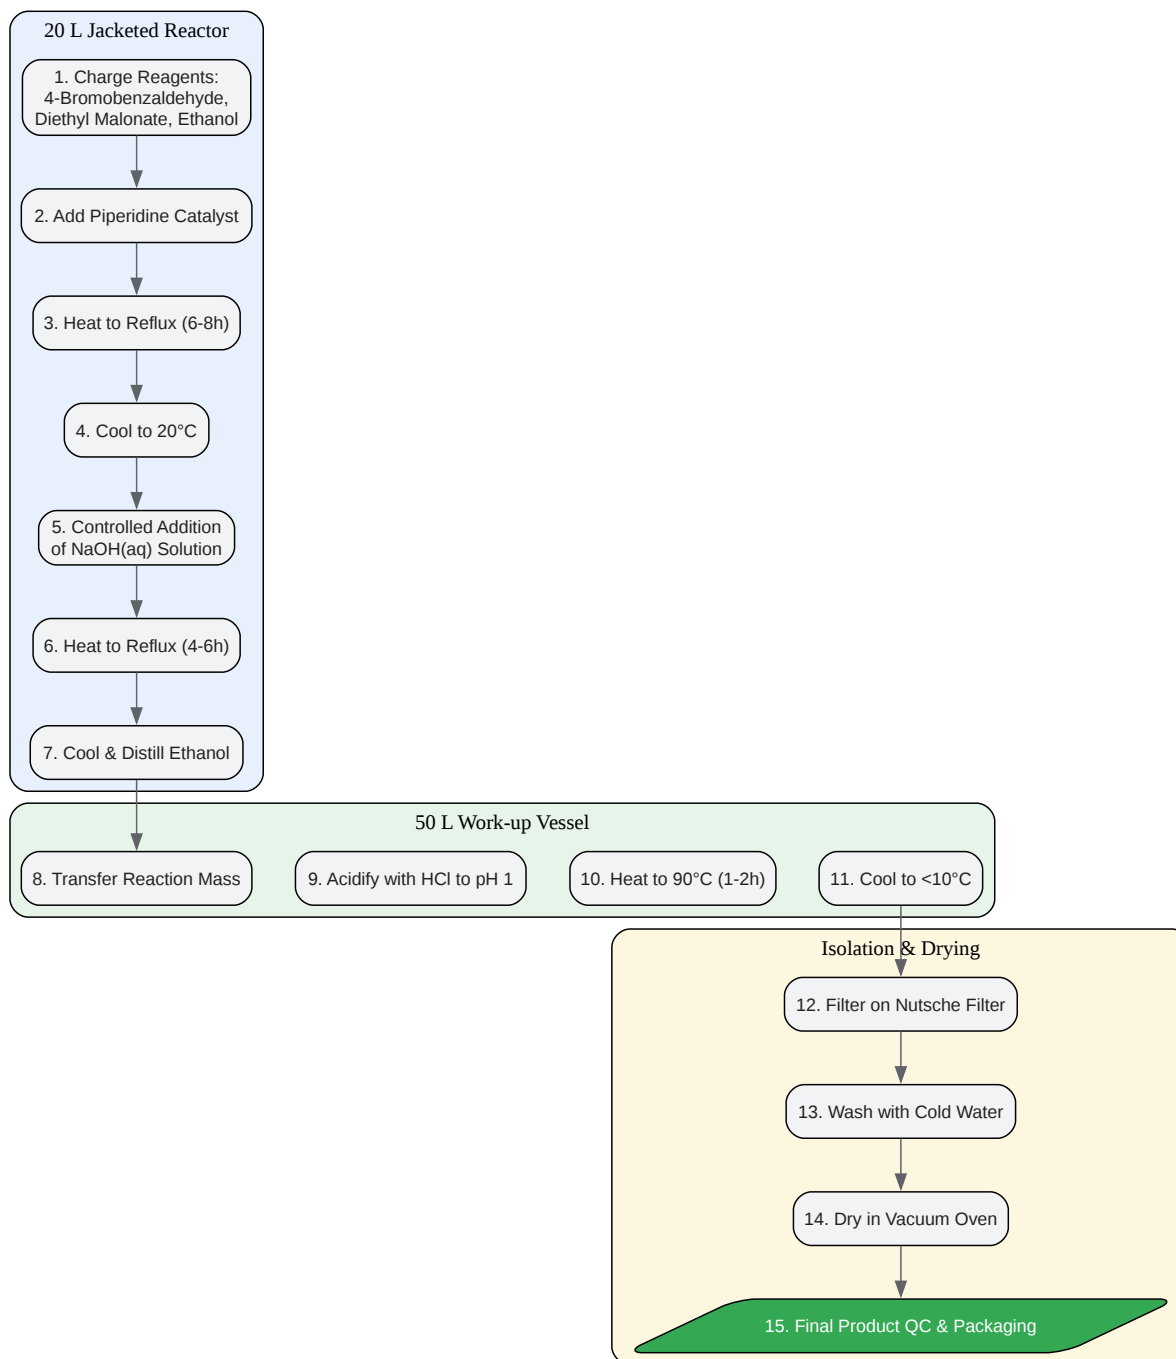 20 L Jacketed Reactor
1. Charge Reagents:
4-Bromobenzaldehyde,
Diethyl Malonate, Ethanol
2. Add Piperidine Catalyst
3. Heat to Reflux (6-8h)
4. Cool to 20°C
5. Controlled Addition
of NaOH(aq) Solution
6. Heat to Reflux (4-6h)
7. Cool & Distill Ethanol
50 L Work-up Vessel
8. Transfer Reaction Mass
9. Acidify with HCl to pH 1
10. Heat to 90°C (1-2h)
11. Cool to <10°C
Isolation & Drying
12. Filter on Nutsche Filter
13. Wash with Cold Water
14. Dry in Vacuum Oven
15. Final Product QC & Packaging